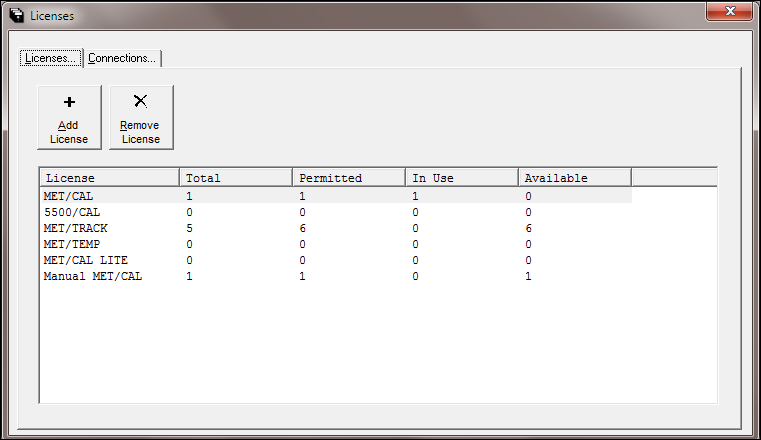 Licenses
Licenses... Connections...
Add License
Remove License
License Total Permitted In Use Available
MET/CAL 1 1 1 0
5500/CAL 0 0 0 0
MET/TRACK 5 6 0 6
MET/TEMP 0 0 0 0
MET/CAL LITE 0 0 0 0
Manual MET/CAL 1 1 0 1